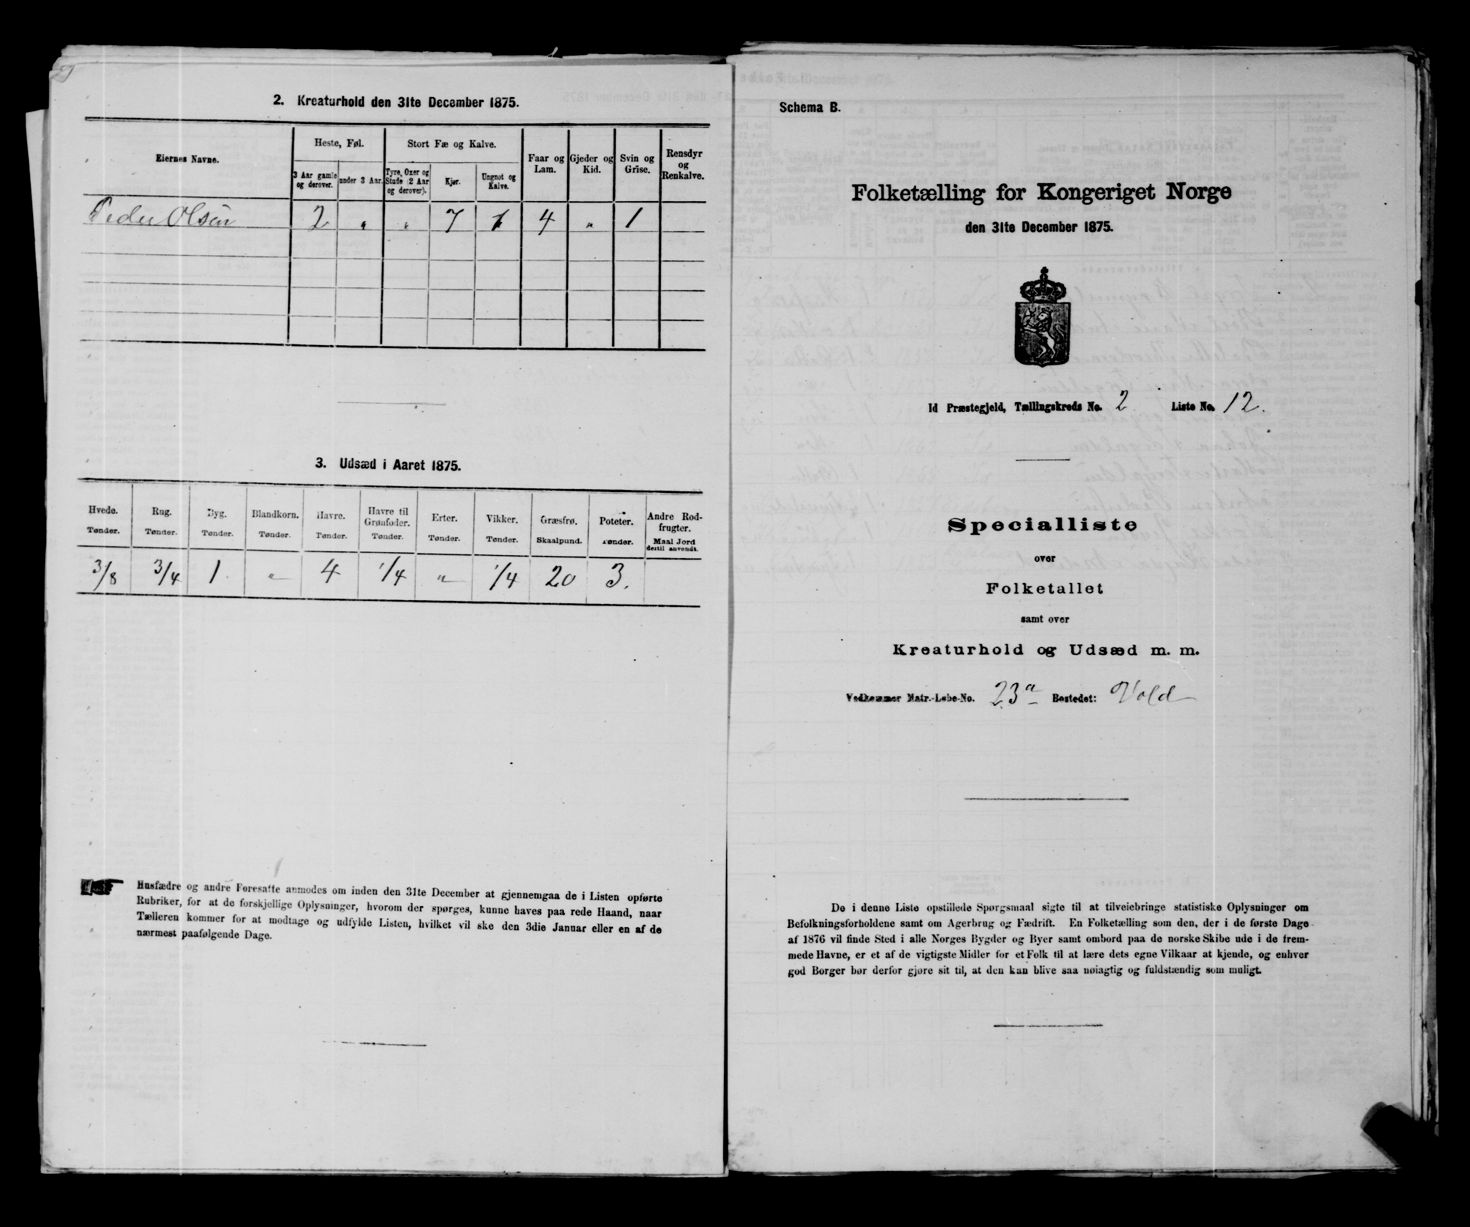 2. Kreaturhold den 31te December 1875.
Eiernes Navne.
Heste, Føl.
Stort Fæ og Kalve.
3 Aar gamle og derover.
under 3 Aar.
Tyre, Oxer og Stude (2 Aar og derover).
Kjør.
Ungnot og Kalve.
Faar og Lam.
Gjeder og Kid.
Svin og Grise.
Rensdyr og Renkalve.
Peder Olsen 2 " " 7 1 4 " 1
3. Udsæd i Aaret 1875.
Hvede. Rug. Byg. Blandkorn. Havre. Havre til Grønfoder. Erter. Vikker. Græsfrø. Poteter. Andre Rodfrugter.
Tønder. Tønder. Tønder. Tønder. Tønder. Tønder. Tønder. Tønder. Skaalpund. Tønder. Maal Jord dertil anvendt.
3/8 3/4 1 " 4 1/4 " 1/4 20 3.
Husfædre og andre Foresatte anmodes om inden den 31te December at gjennemgaa de i Listen opførte
Rubriker, for at de forskjellige Oplysninger, hvorom der spørges, kunne haves paa rede Haand, naar
Tælleren kommer for at modtage og udfylde Listen, hvilket vil ske den 3die Januar eller en af de
nærmest paafølgende Dage.
Schema B.
Folketælling for Kongeriget Norge
den 31te December 1875.
Id Præstegjeld, Tællingskreds No. 2 Liste No. 12.
Specialliste
over
Folketallet
samt over
Kreaturhold og Udsæd m. m.
Vedkommer Matr.-Løbe-No. 23a Bostedet: Vold
De i denne Liste opstillede Spørgsmaal sigte til at tilveiebringe statistiske Oplysninger om
Befolkningsforholdene samt om Agerbrug og Fædrift. En Folketælling som den, der i de første Dage
af 1876 vil finde Sted i alle Norges Bygder og Byer samt ombord paa de norske Skibe ude i de frem-
mede Havne, er et af de vigtigste Midler for et Folk til at lære dets egne Vilkaar at kjende, og enhver
god Borger bør derfor gjøre sit til, at den kan blive saa nøiagtig og fuldstændig som muligt.